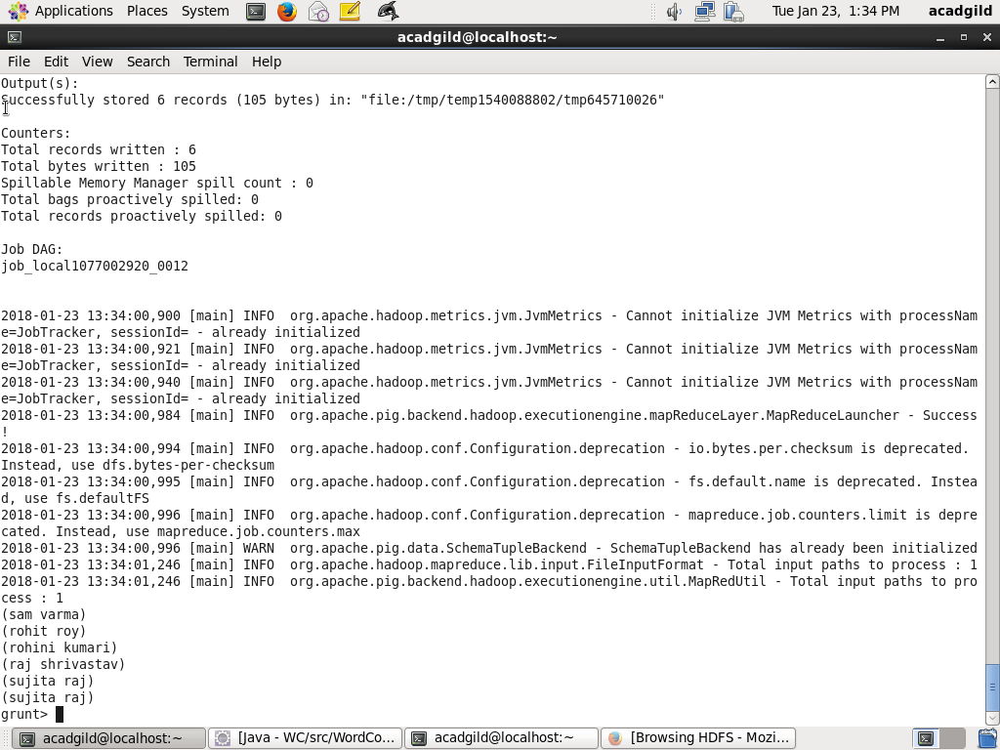 Applications Places System Tue Jan 23, 1:34 PM acadgild
acadgild@localhost:~
File Edit View Search Terminal Help
Output(s):
Successfully stored 6 records (105 bytes) in: "file:/tmp/temp1540088802/tmp645710026"
Counters:
Total records written : 6
Total bytes written : 105
Spillable Memory Manager spill count : 0
Total bags proactively spilled: 0
Total records proactively spilled: 0
Job DAG:
job_local1077002920_0012
2018-01-23 13:34:00,900 [main] INFO  org.apache.hadoop.metrics.jvm.JvmMetrics - Cannot initialize JVM Metrics with processNam
e=JobTracker, sessionId= - already initialized
2018-01-23 13:34:00,921 [main] INFO  org.apache.hadoop.metrics.jvm.JvmMetrics - Cannot initialize JVM Metrics with processNam
e=JobTracker, sessionId= - already initialized
2018-01-23 13:34:00,940 [main] INFO  org.apache.hadoop.metrics.jvm.JvmMetrics - Cannot initialize JVM Metrics with processNam
e=JobTracker, sessionId= - already initialized
2018-01-23 13:34:00,984 [main] INFO  org.apache.pig.backend.hadoop.executionengine.mapReduceLayer.MapReduceLauncher - Success
!
2018-01-23 13:34:00,994 [main] INFO  org.apache.hadoop.conf.Configuration.deprecation - io.bytes.per.checksum is deprecated.
Instead, use dfs.bytes-per-checksum
2018-01-23 13:34:00,995 [main] INFO  org.apache.hadoop.conf.Configuration.deprecation - fs.default.name is deprecated. Instea
d, use fs.defaultFS
2018-01-23 13:34:00,996 [main] INFO  org.apache.hadoop.conf.Configuration.deprecation - mapreduce.job.counters.limit is depre
cated. Instead, use mapreduce.job.counters.max
2018-01-23 13:34:00,996 [main] WARN  org.apache.pig.data.SchemaTupleBackend - SchemaTupleBackend has already been initialized
2018-01-23 13:34:01,246 [main] INFO  org.apache.hadoop.mapreduce.lib.input.FileInputFormat - Total input paths to process : 1
2018-01-23 13:34:01,246 [main] INFO  org.apache.pig.backend.hadoop.executionengine.util.MapRedUtil - Total input paths to pro
cess : 1
(sam varma)
(rohit roy)
(rohini kumari)
(raj shrivastav)
(sujita raj)
(sujita raj)
grunt>
acadgild@localhost:~ [Java - WC/src/WordCo... acadgild@localhost:~ [Browsing HDFS - Mozi...